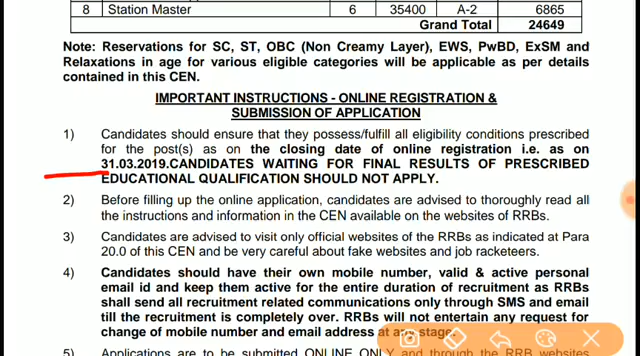 8 Station Master 6 35400 A-2 6865
Grand Total 24649
Note: Reservations for SC, ST, OBC (Non Creamy Layer), EWS, PwBD, ExSM and
Relaxations in age for various eligible categories will be applicable as per details
contained in this CEN.
IMPORTANT INSTRUCTIONS - ONLINE REGISTRATION &
SUBMISSION OF APPLICATION
1) Candidates should ensure that they possess/fulfill all eligibility conditions prescribed
for the post(s) as on the closing date of online registration i.e. as on
31.03.2019.CANDIDATES WAITING FOR FINAL RESULTS OF PRESCRIBED
EDUCATIONAL QUALIFICATION SHOULD NOT APPLY.
2) Before filling up the online application, candidates are advised to thoroughly read all
the instructions and information in the CEN available on the websites of RRBs.
3) Candidates are advised to visit only official websites of the RRBs as indicated at Para
20.0 of this CEN and be very careful about fake websites and job racketeers.
4) Candidates should have their own mobile number, valid & active personal
email id and keep them active for the entire duration of recruitment as RRBs
shall send all recruitment related communications only through SMS and email
till the recruitment is completely over. RRBs will not entertain any request for
change of mobile number and email address at any stage.
5) Applications are to be submitted ONLINE ONLY and through the RRB websites